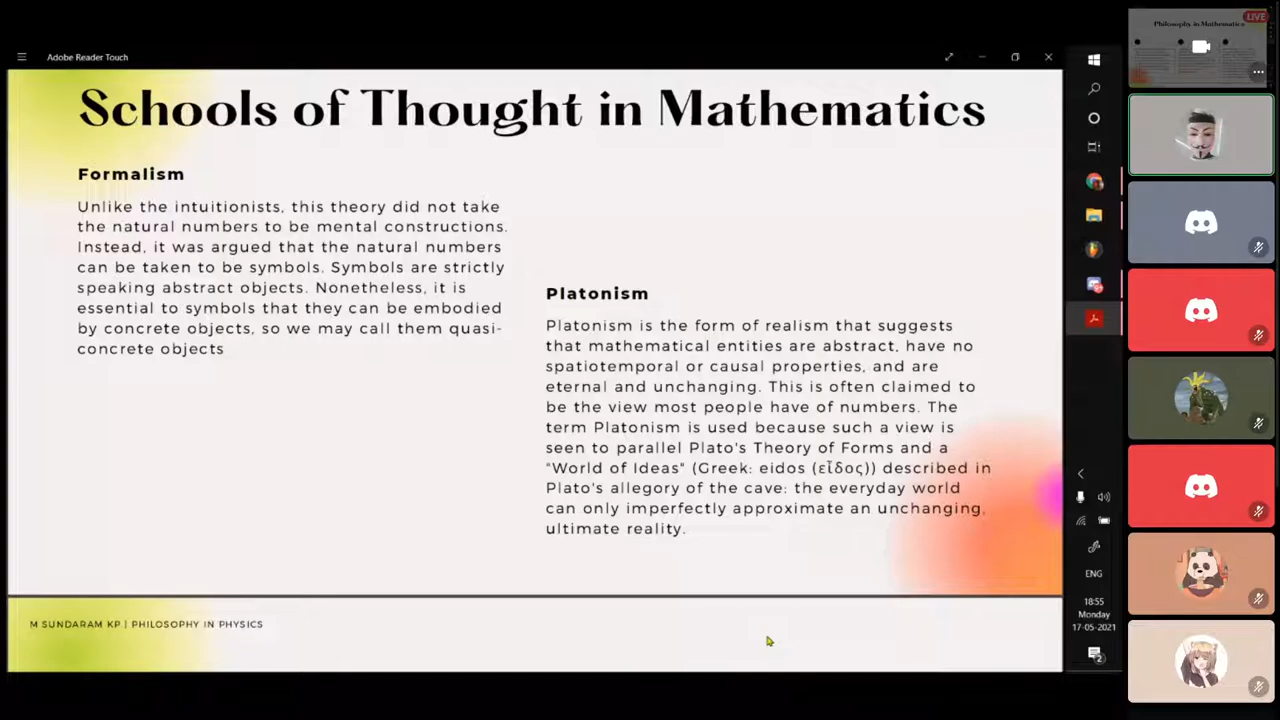 Adobe Reader Touch
Schools of Thought in Mathematics
Formalism
Unlike the intuitionists, this theory did not take
the natural numbers to be mental constructions.
Instead, it was argued that the natural numbers
can be taken to be symbols. Symbols are strictly
speaking abstract objects. Nonetheless, it is
essential to symbols that they can be embodied
by concrete objects, so we may call them quasi-
concrete objects
Platonism
Platonism is the form of realism that suggests
that mathematical entities are abstract, have no
spatiotemporal or causal properties, and are
eternal and unchanging. This is often claimed to
be the view most people have of numbers. The
term Platonism is used because such a view is
seen to parallel Plato's Theory of Forms and a
"World of Ideas" (Greek: eidos (εἶδος)) described in
Plato's allegory of the cave: the everyday world
can only imperfectly approximate an unchanging,
ultimate reality.
M SUNDARAM KP | PHILOSOPHY IN PHYSICS
ENG
18:55
Monday
17-05-2021
2
LIVE
Philosophy in Mathematics